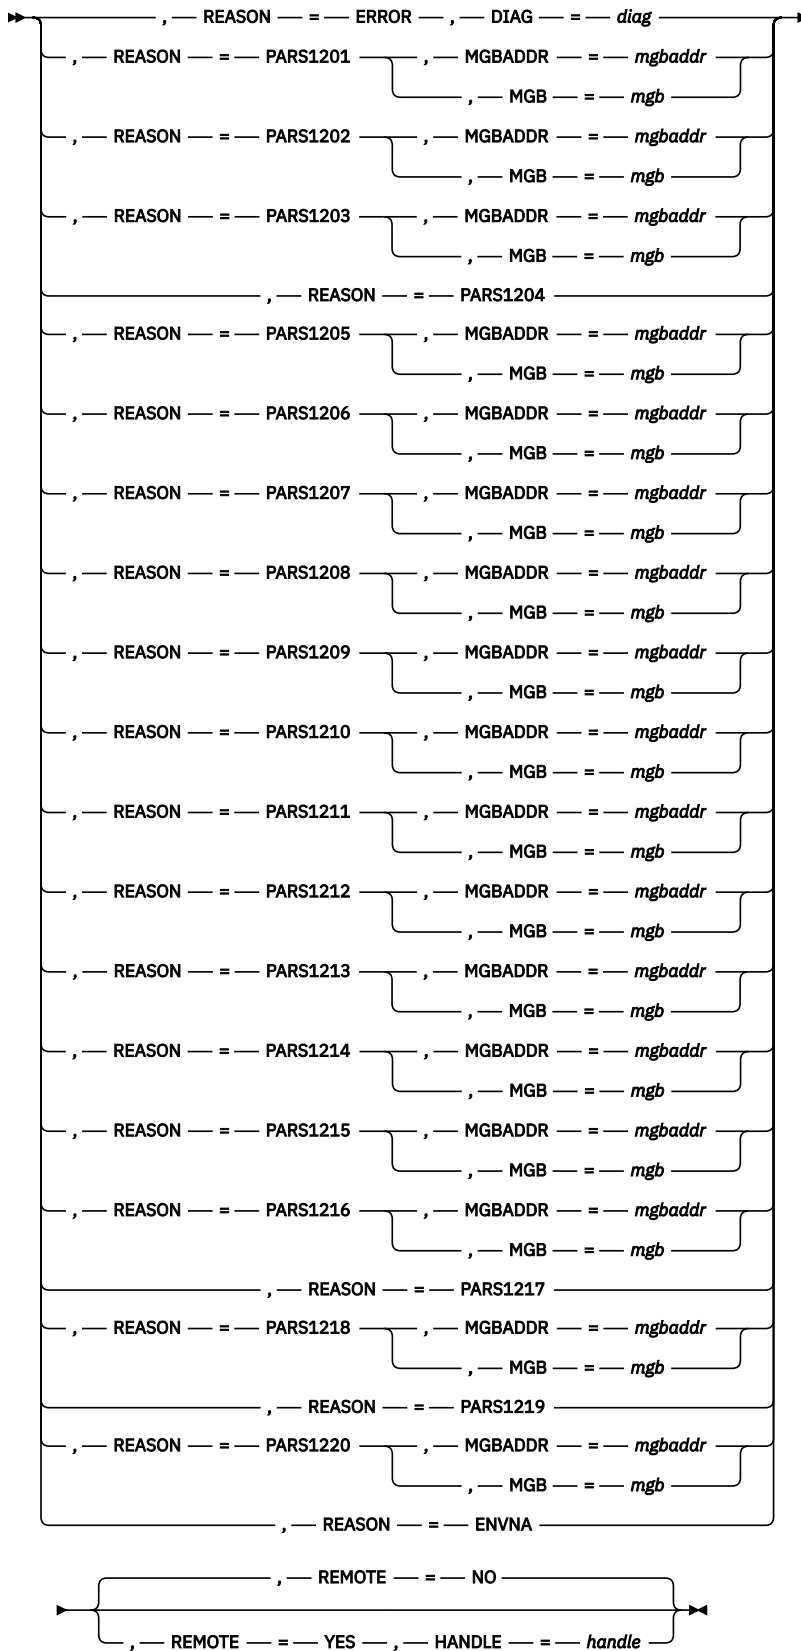 , REASON = ERROR , DIAG = diag
, REASON = PARS1201 , MGBADDR = mgbaddr
, MGB = mgb
, REASON = PARS1202 , MGBADDR = mgbaddr
, MGB = mgb
, REASON = PARS1203 , MGBADDR = mgbaddr
, MGB = mgb
, REASON = PARS1204
, REASON = PARS1205 , MGBADDR = mgbaddr
, MGB = mgb
, REASON = PARS1206 , MGBADDR = mgbaddr
, MGB = mgb
, REASON = PARS1207 , MGBADDR = mgbaddr
, MGB = mgb
, REASON = PARS1208 , MGBADDR = mgbaddr
, MGB = mgb
, REASON = PARS1209 , MGBADDR = mgbaddr
, MGB = mgb
, REASON = PARS1210 , MGBADDR = mgbaddr
, MGB = mgb
, REASON = PARS1211 , MGBADDR = mgbaddr
, MGB = mgb
, REASON = PARS1212 , MGBADDR = mgbaddr
, MGB = mgb
, REASON = PARS1213 , MGBADDR = mgbaddr
, MGB = mgb
, REASON = PARS1214 , MGBADDR = mgbaddr
, MGB = mgb
, REASON = PARS1215 , MGBADDR = mgbaddr
, MGB = mgb
, REASON = PARS1216 , MGBADDR = mgbaddr
, MGB = mgb
, REASON = PARS1217
, REASON = PARS1218 , MGBADDR = mgbaddr
, MGB = mgb
, REASON = PARS1219
, REASON = PARS1220 , MGBADDR = mgbaddr
, MGB = mgb
, REASON = ENVNA
, REMOTE = NO
, REMOTE = YES , HANDLE = handle